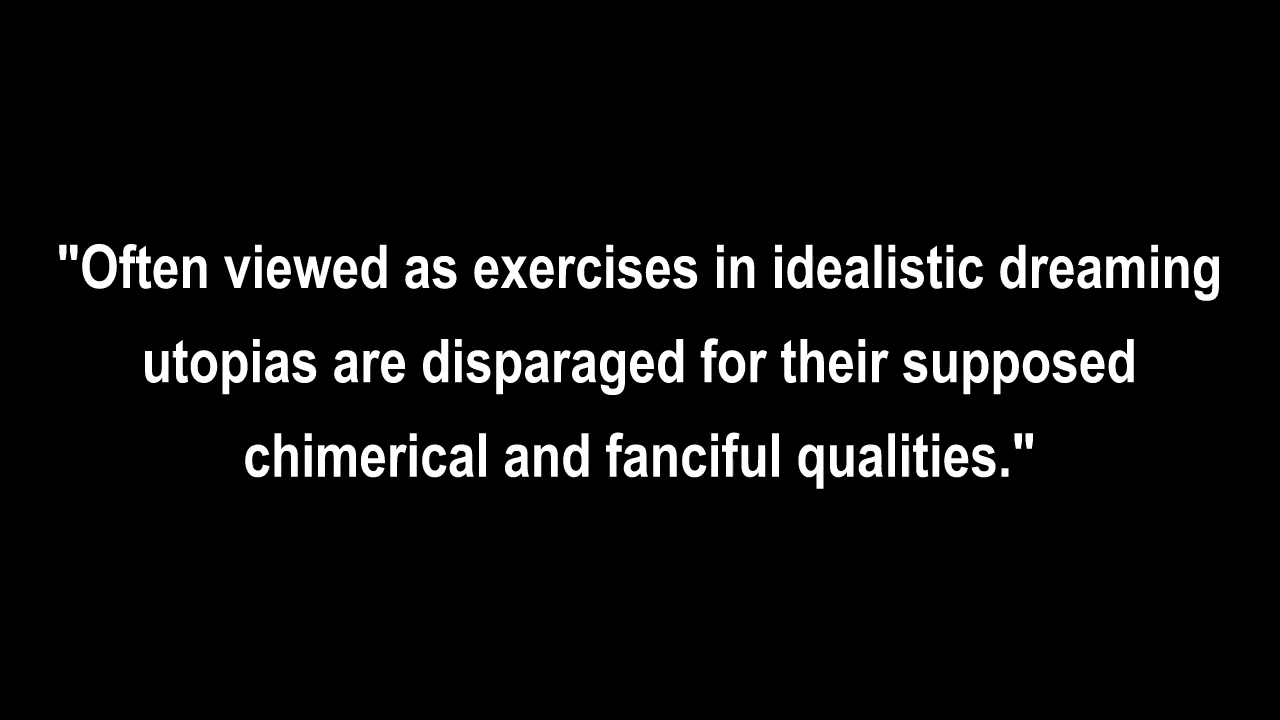 "Often viewed as exercises in idealistic dreaming
utopias are disparaged for their supposed
chimerical and fanciful qualities."